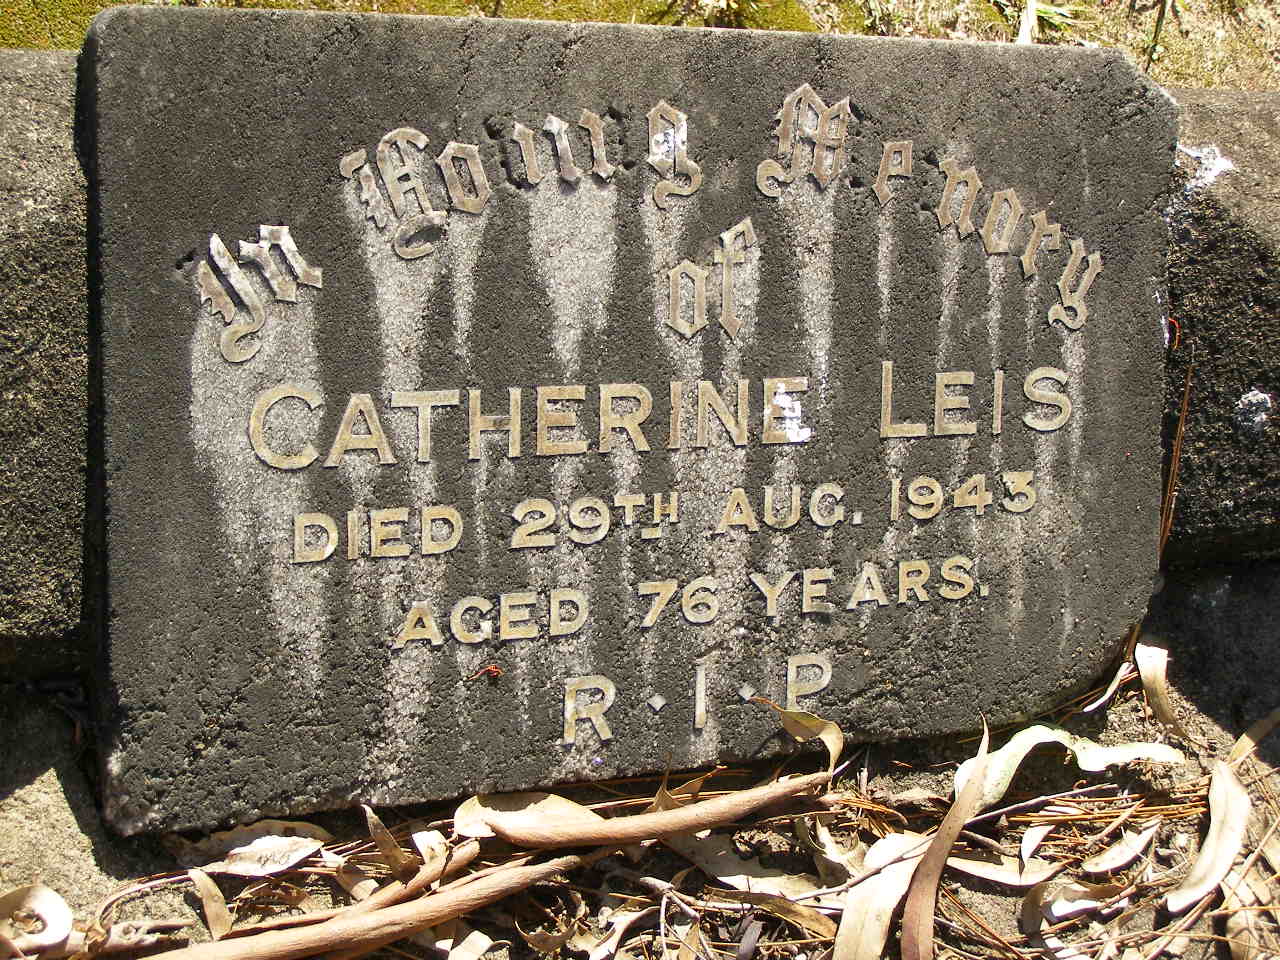 In Loving Memory
of
CATHERINE LEIS
DIED 29TH AUG. 1943
AGED 76 YEARS.
R·I·P